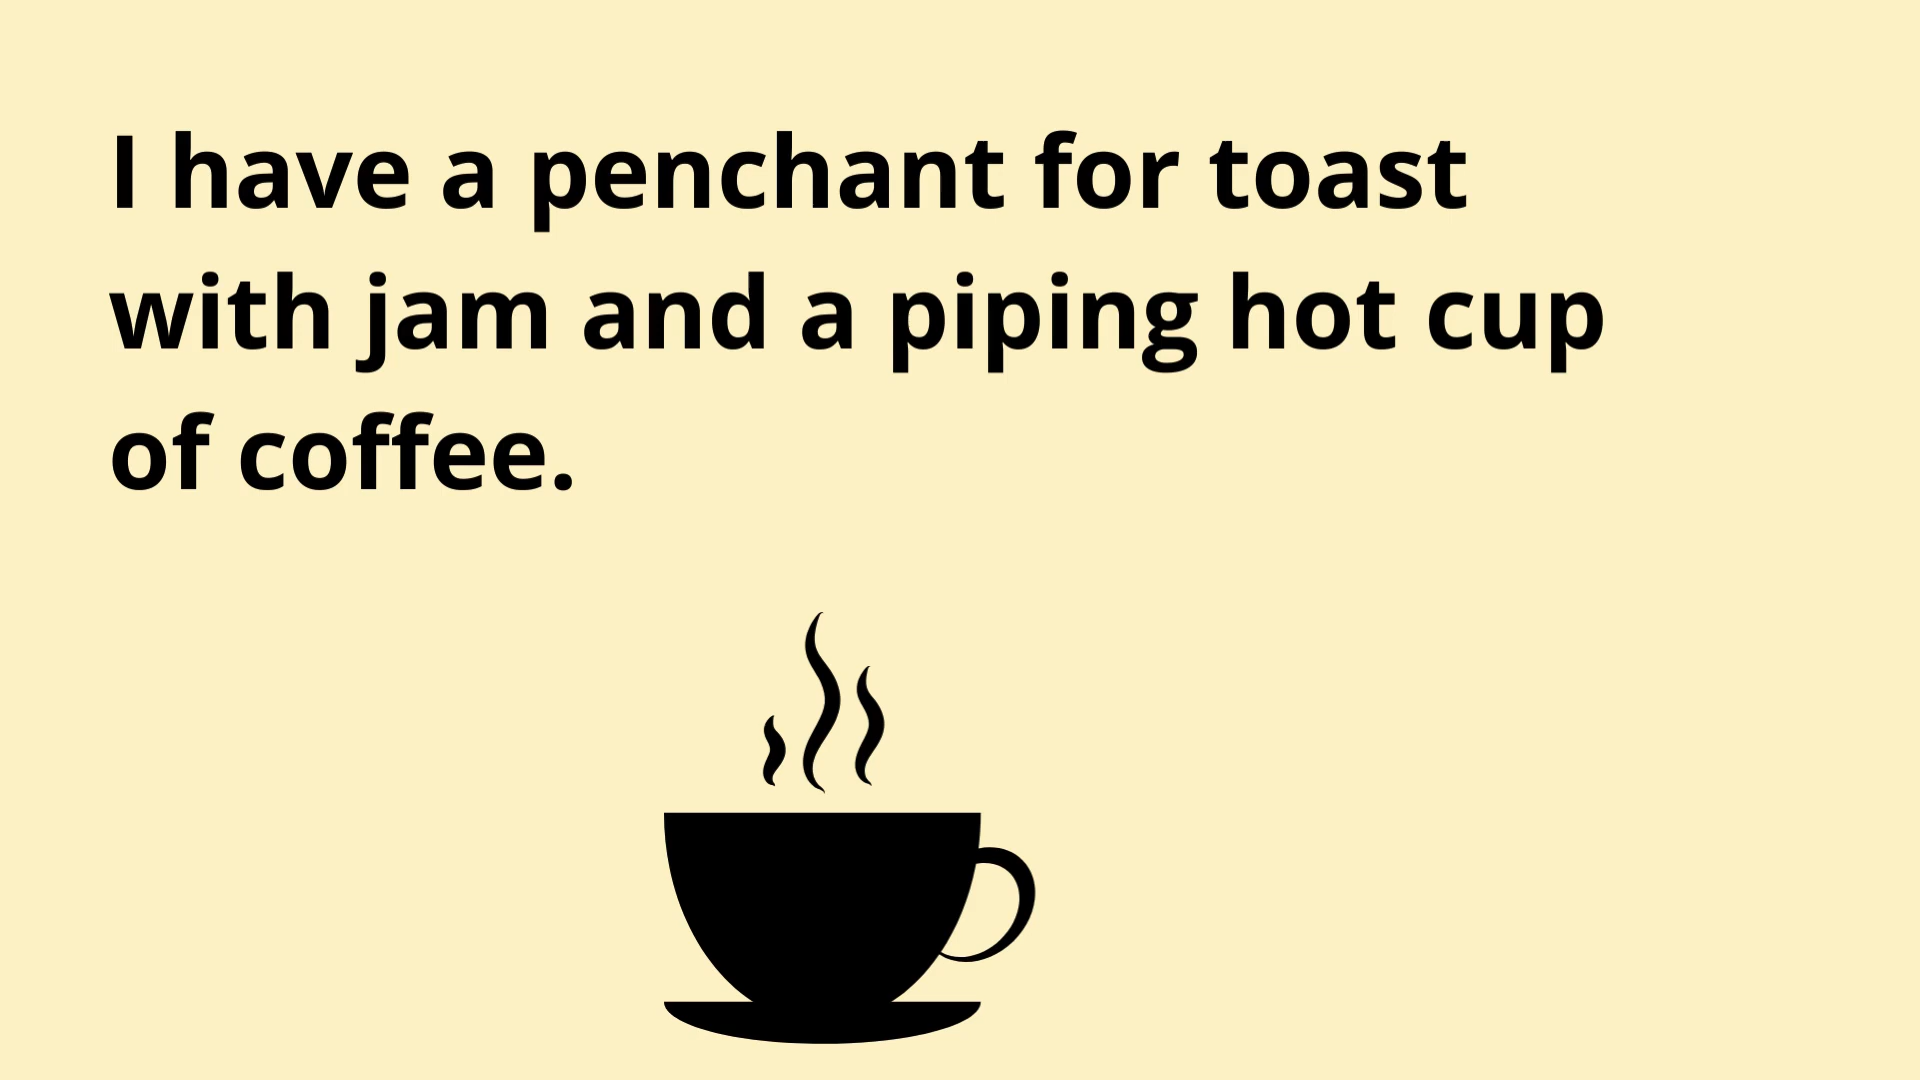 I have a penchant for toast
with jam and a piping hot cup
of coffee.